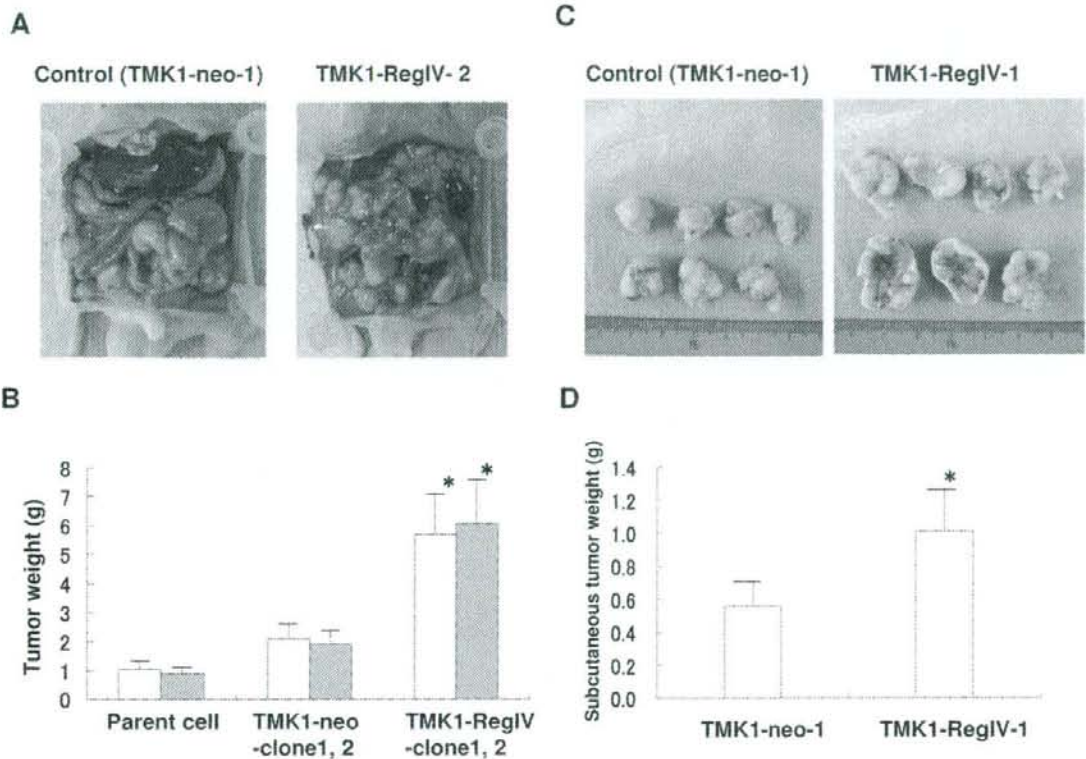 A
Control (TMK1-neo-1)
TMK1-RegIV- 2
C
Control (TMK1-neo-1)
TMK1-RegIV-1
B
Tumor weight (g)
8
7
6
5
4
3
2
1
0
*
*
Parent cell
TMK1-neo
-clone1, 2
TMK1-RegIV
-clone1, 2
D
Subcutaneous tumor weight (g)
1.4
1.2
1.0
0.8
0.6
0.4
0.2
0.0
*
TMK1-neo-1
TMK1-RegIV-1